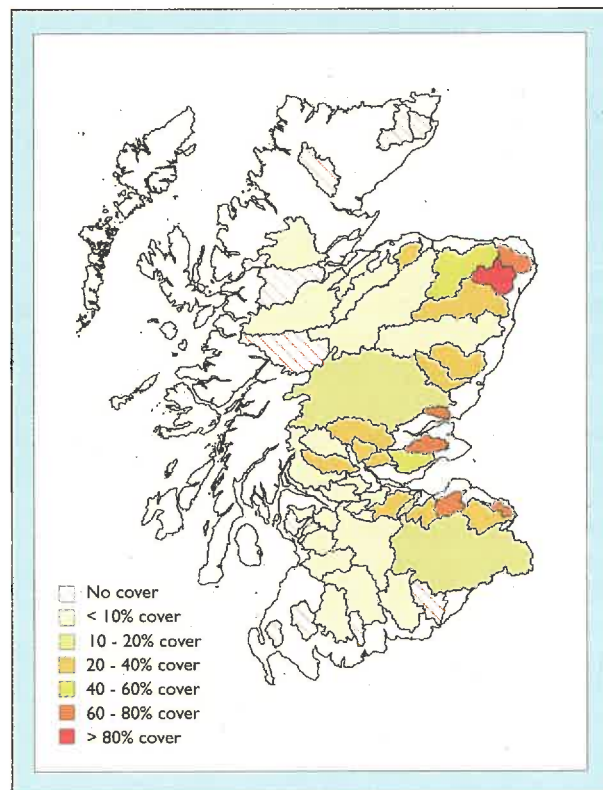 No cover
< 10% cover
10 - 20% cover
20 - 40% cover
40 - 60% cover
60 - 80% cover
> 80% cover